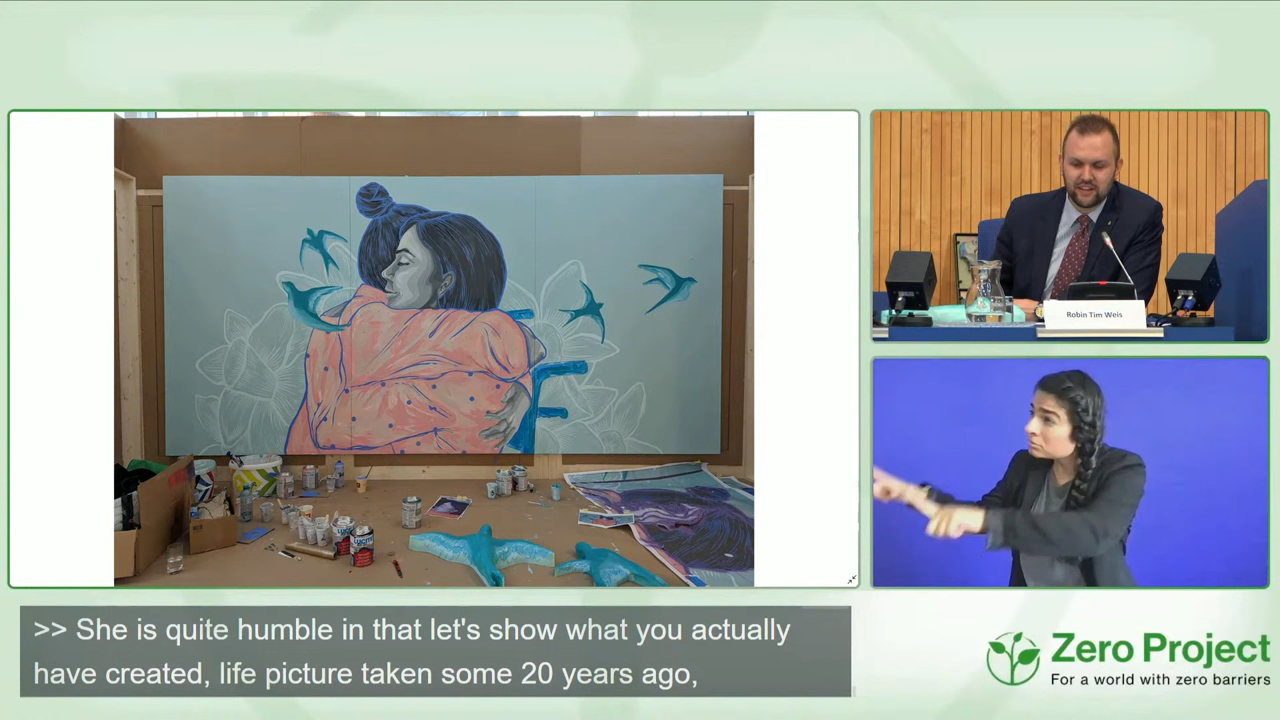 Robin Tim Weis
>> She is quite humble in that let's show what you actually
have created, life picture taken some 20 years ago,
Zero Project
For a world with zero barriers